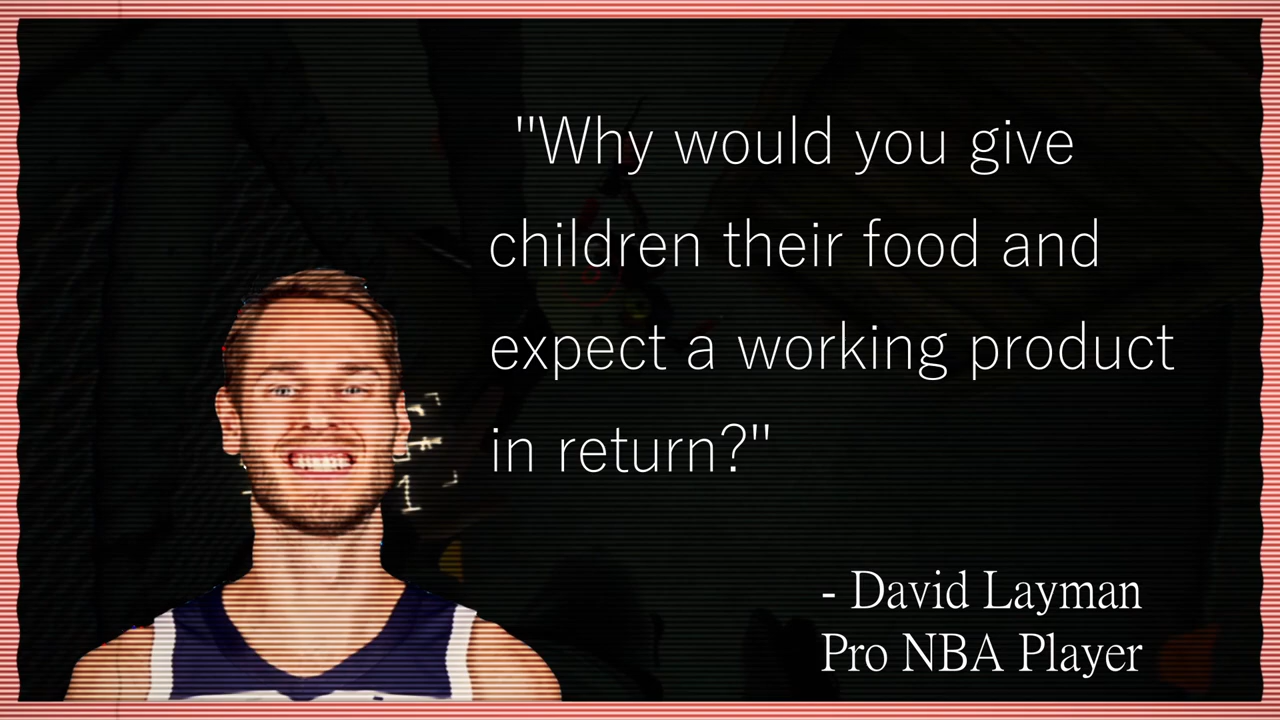 "Why would you give
children their food and
expect a working product
in return?"
- David Layman
Pro NBA Player